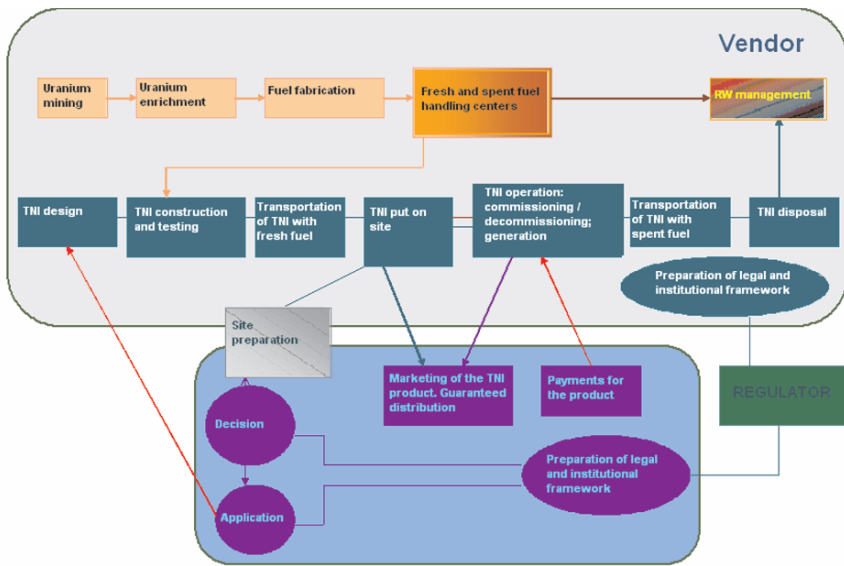 Vendor
Uranium
mining
Uranium
enrichment
Fuel fabrication
Fresh and spent fuel
handling centers
RW management
TNI design
TNI construction
and testing
Transportation
of TNI with
fresh fuel
TNI put on
site
TNI operation:
commissioning /
decommissioning;
generation
Transportation
of TNI with
spent fuel
TNI disposal
Preparation of legal and
institutional framework
Site
preparation
Marketing of the TNI
product. Guaranteed
distribution
Payments for
the product
REGULATOR
Decision
Preparation of legal
and institutional
framework
Application